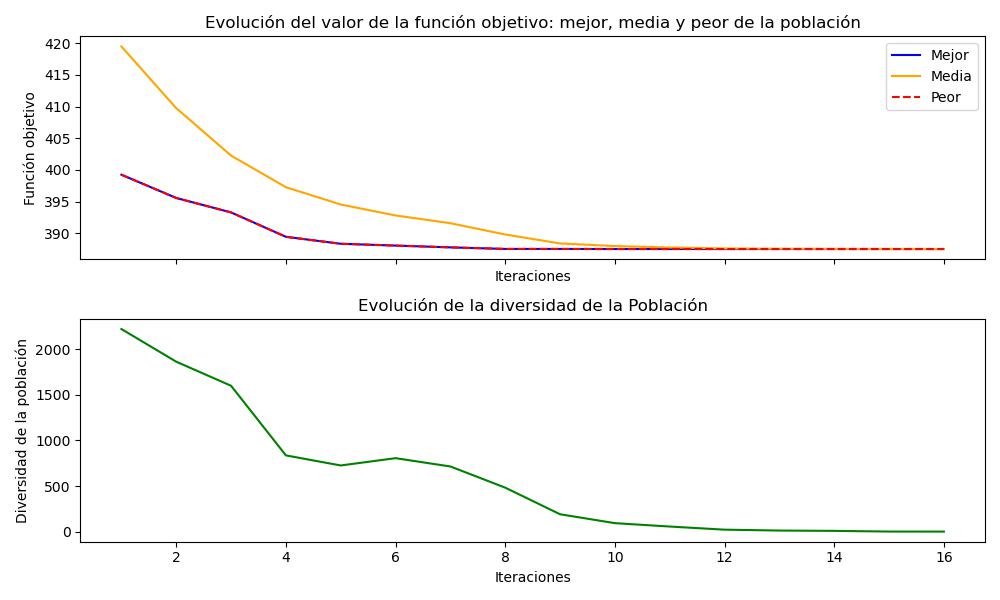 Evolución del valor de la función objetivo: mejor, media y peor de la población
420
415
410
405
400
395
390
Función objetivo
Mejor
Media
Peor
Iteraciones
Evolución de la diversidad de la Población
2000
1500
1000
500
0
Diversidad de la población
2 4 6 8 10 12 14 16
Iteraciones